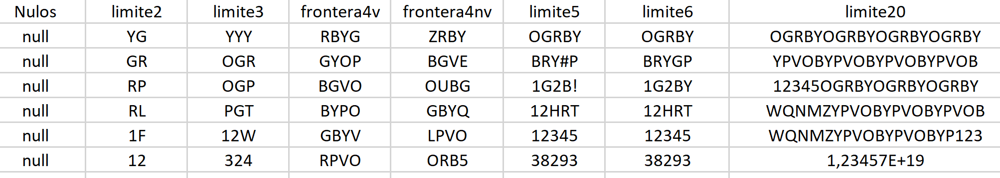 Nulos limite2 limite3 frontera4v frontera4nv limite5 limite6 limite20
null YG YYY RBYG ZRBY OGRBY OGRBY OGRBYOGRBYOGRBYOGRBY
null GR OGR GYOP BGVE BRY#P BRYGP YPVOBYPVOBYPVOBYPVOB
null RP OGP BGVO OUBG 1G2B! 1G2BY 12345OGRBYOGRBYOGRBY
null RL PGT BYPO GBYQ 12HRT 12HRT WQNMZYPVOBYPVOBYPVOB
null 1F 12W GBYV LPVO 12345 12345 WQNMZYPVOBYPVOBYP123
null 12 324 RPVO ORB5 38293 38293 1,23457E+19